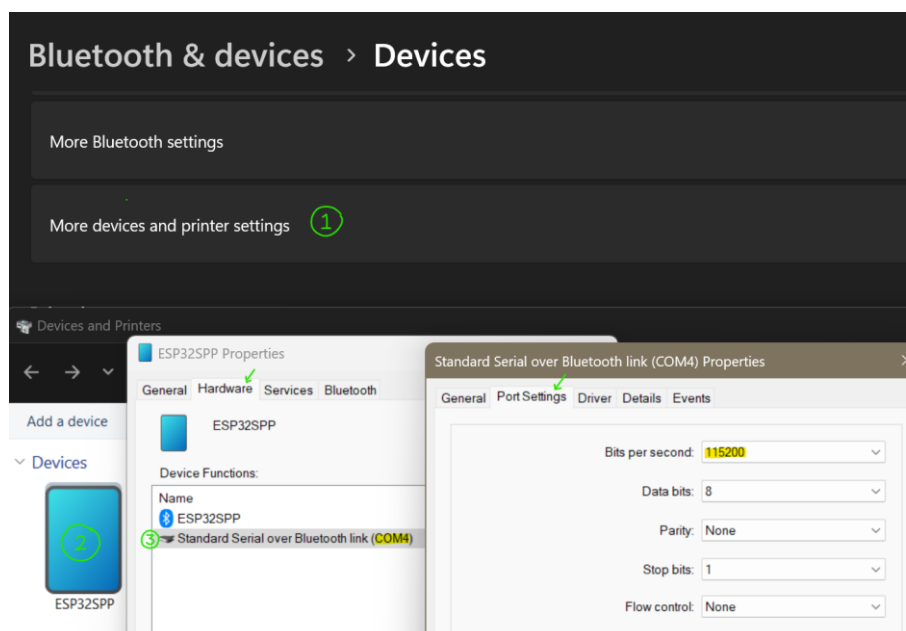 Bluetooth & devices > Devices
More Bluetooth settings
More devices and printer settings 1
Devices and Printers
Add a device
Devices
2
ESP32SPP
ESP32SPP Properties
General Hardware Services Bluetooth
ESP32SPP
Device Functions:
Name
ESP32SPP
3 Standard Serial over Bluetooth link (COM4)
Standard Serial over Bluetooth link (COM4) Properties
General Port Settings Driver Details Events
Bits per second: 115200
Data bits: 8
Parity: None
Stop bits: 1
Flow control: None